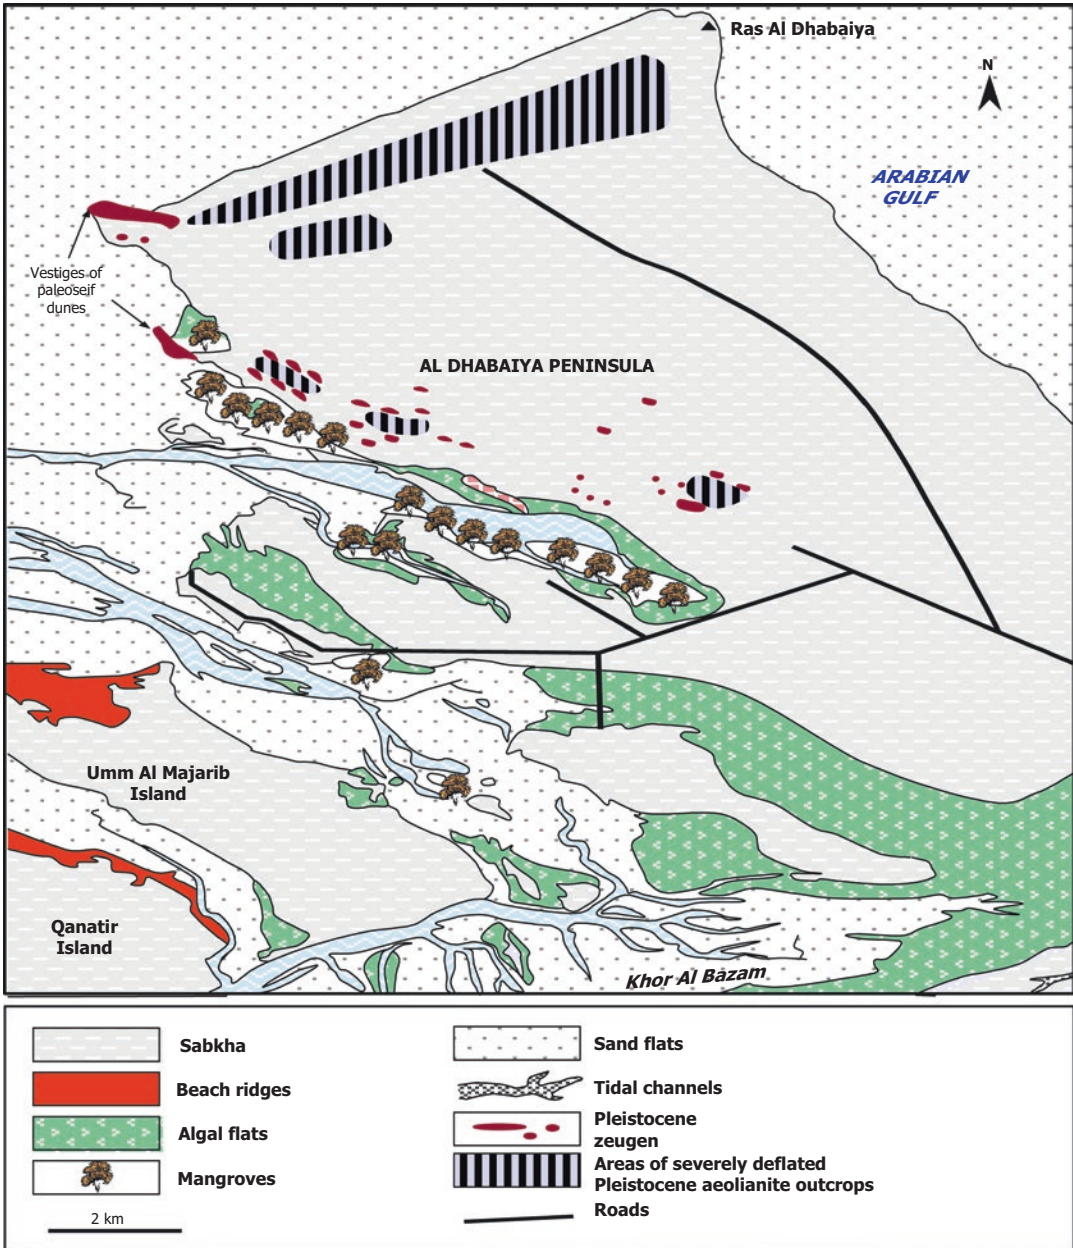 Ras Al Dhabaiya
N
ARABIAN
GULF
Vestiges of
paleoseif
dunes
AL DHABAIYA PENINSULA
Umm Al Majarib
Island
Qanatir
Island
Khor Al Bazam
Sabkha
Beach ridges
Algal flats
Mangroves
2 km
Sand flats
Tidal channels
Pleistocene
zeugen
Areas of severely deflated
Pleistocene aeolianite outcrops
Roads